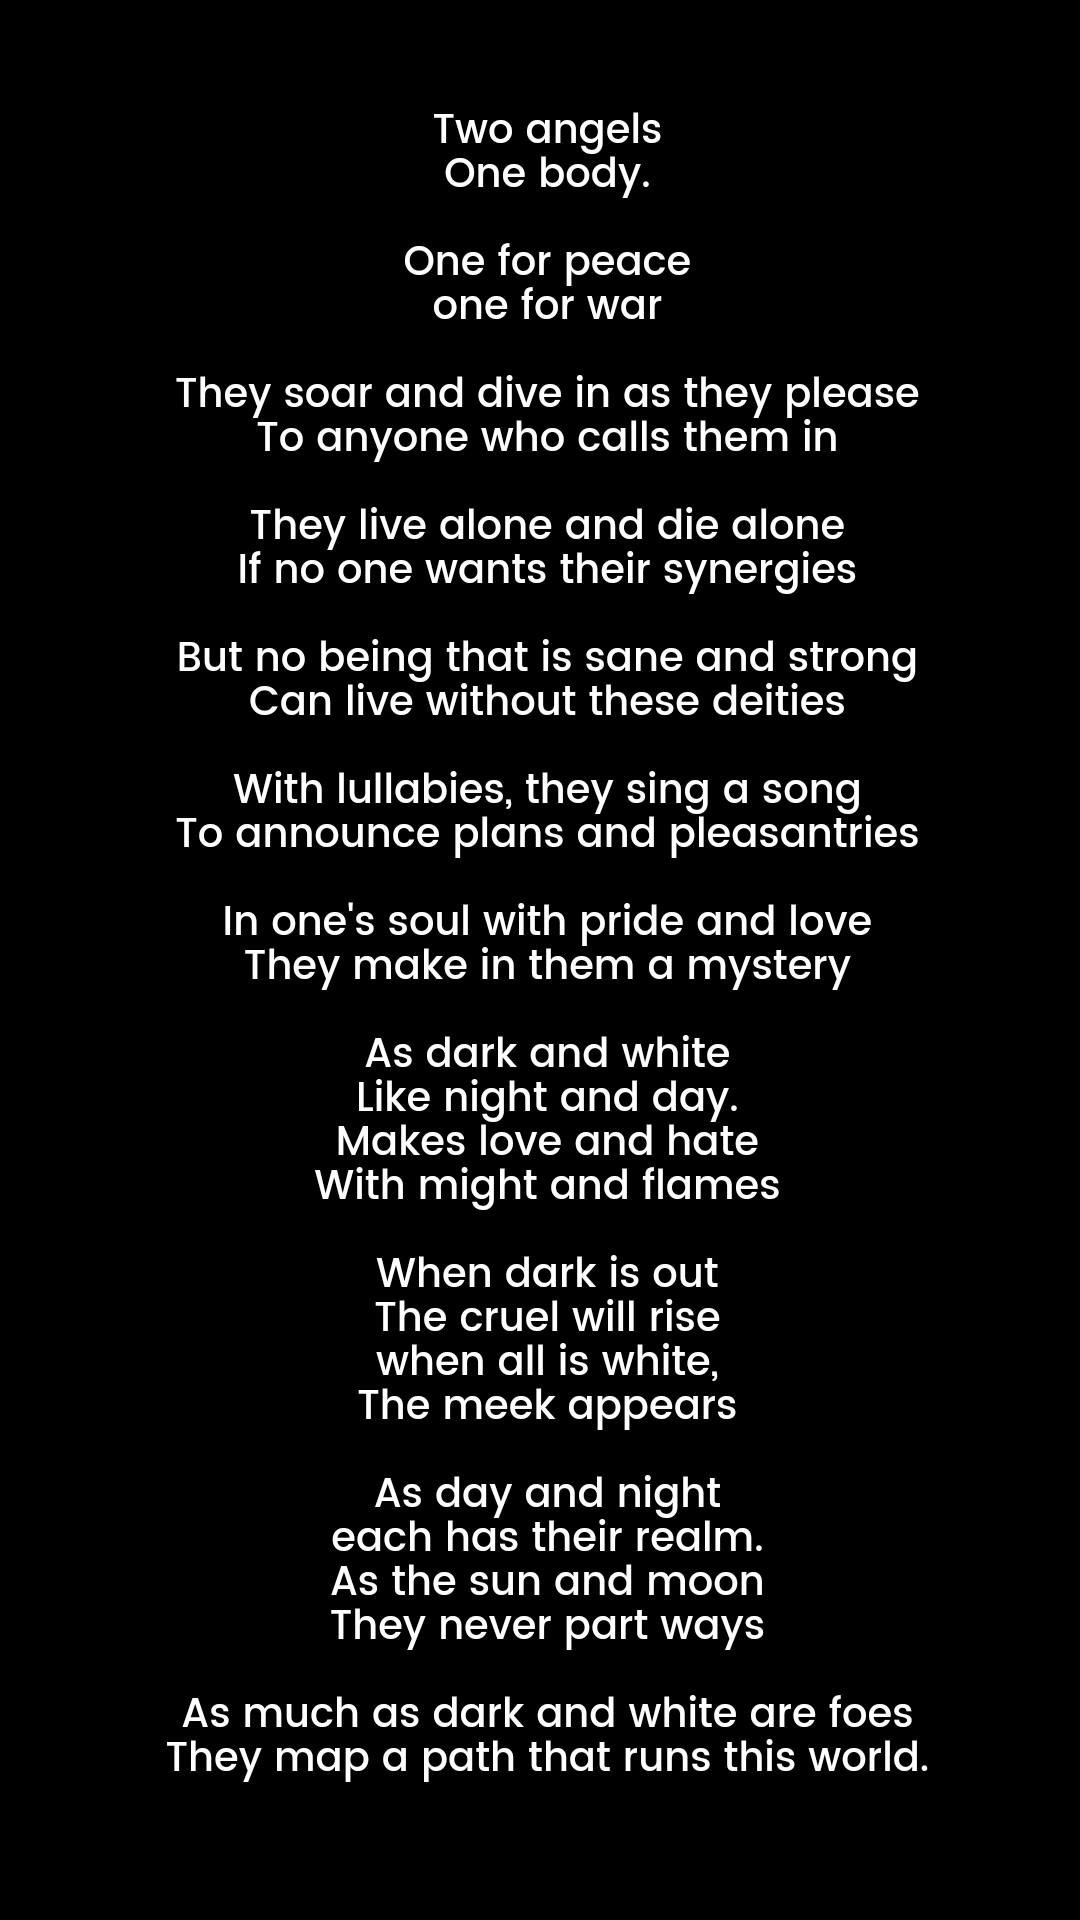 Two angels
One body.
One for peace
one for war
They soar and dive in as they please
To anyone who calls them in
They live alone and die alone
If no one wants their synergies
But no being that is sane and strong
Can live without these deities
With lullabies, they sing a song
To announce plans and pleasantries
In one's soul with pride and love
They make in them a mystery
As dark and white
Like night and day.
Makes love and hate
With might and flames
When dark is out
The cruel will rise
when all is white,
The meek appears
As day and night
each has their realm.
As the sun and moon
They never part ways
As much as dark and white are foes
They map a path that runs this world.